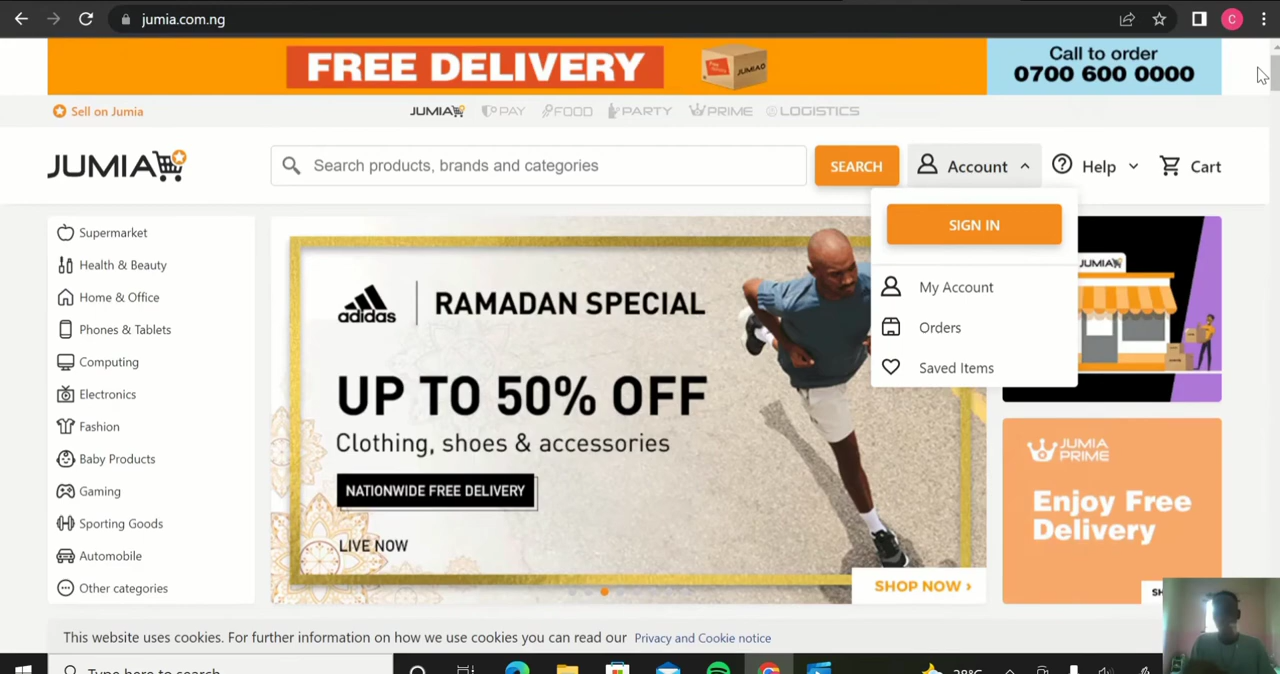 jumia.com.ng
C
FREE DELIVERY
JUMIA
Call to order
0700 600 0000
Sell on Jumia
JUMIA
PAY
FOOD
PARTY
PRIME
LOGISTICS
JUMIA
Search products, brands and categories
SEARCH
Account
Help
Cart
SIGN IN
My Account
Orders
Saved Items
Supermarket
Health & Beauty
Home & Office
Phones & Tablets
Computing
Electronics
Fashion
Baby Products
Gaming
Sporting Goods
Automobile
Other categories
adidas
RAMADAN SPECIAL
UP TO 50% OFF
Clothing, shoes & accessories
NATIONWIDE FREE DELIVERY
LIVE NOW
SHOP NOW ›
JUMIA
JUMIA
PRIME
Enjoy Free
Delivery
This website uses cookies. For further information on how we use cookies you can read our Privacy and Cookie notice
Type here to search
28°C